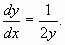 dy/dx = 1/2y.